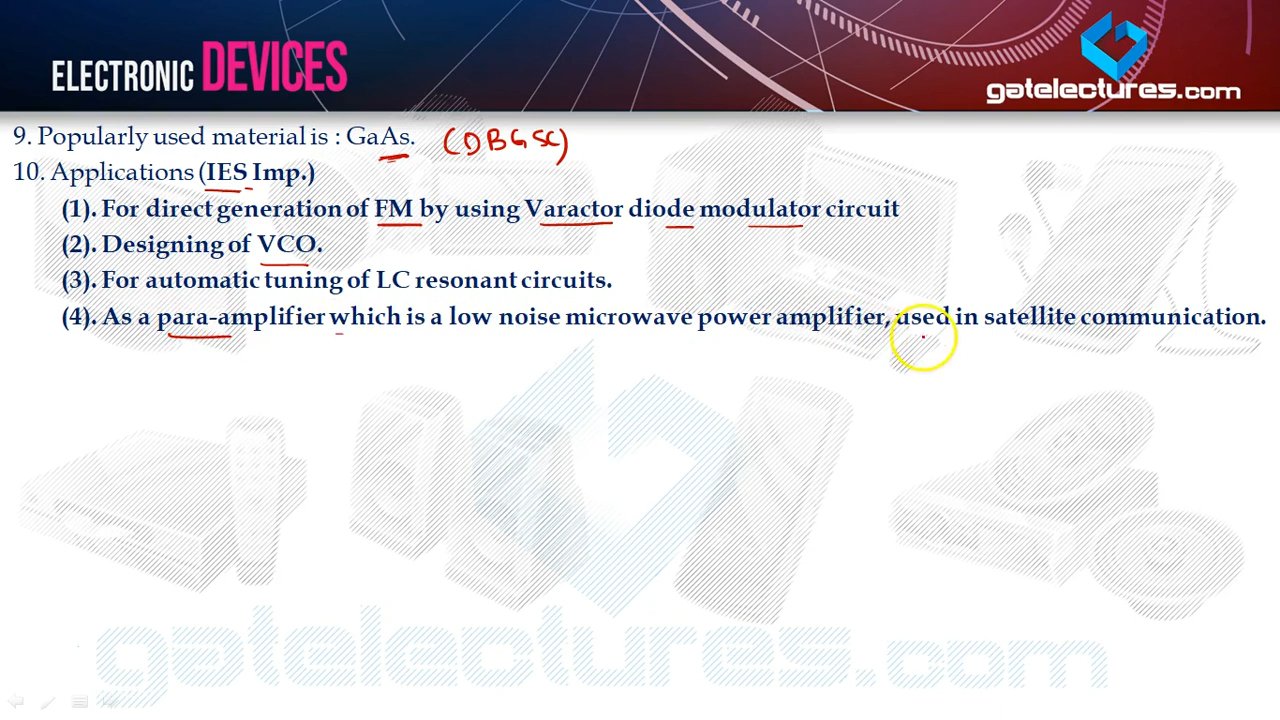 ELECTRONIC DEVICES
gatelectures.com
9. Popularly used material is : GaAs. (DBGSC)
10. Applications (IES Imp.)
(1). For direct generation of FM by using Varactor diode modulator circuit
(2). Designing of VCO.
(3). For automatic tuning of LC resonant circuits.
(4). As a para-amplifier which is a low noise microwave power amplifier, used in satellite communication.
gatelectures.com